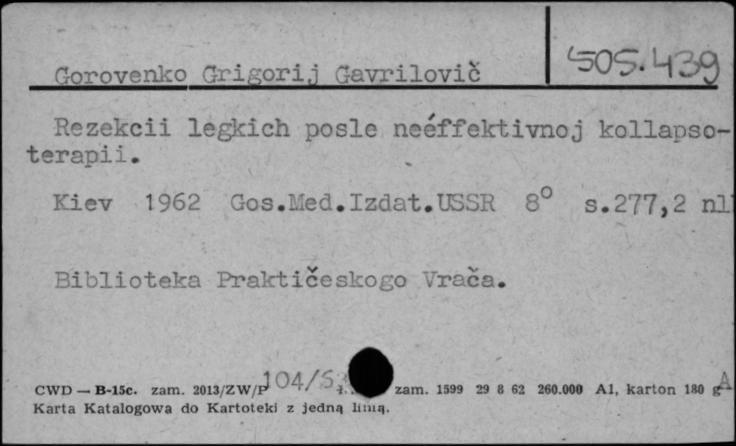 Gorovenko Grigorij Gavrilovič
505.439
Rezekcii legkich posle neéffektivnoj kollapso-
terapii.
Kiev 1962 Gos.Med.Izdat.USSR 8° s.277,2 nl
Biblioteka Praktičeskogo Vrača.
104/
CWD — B-15c. zam. 2013/ZW/P zam. 1599 29 8 62 260.000 A1, karton 180 g
Karta Katalogowa do Kartoteki z jedną linią.